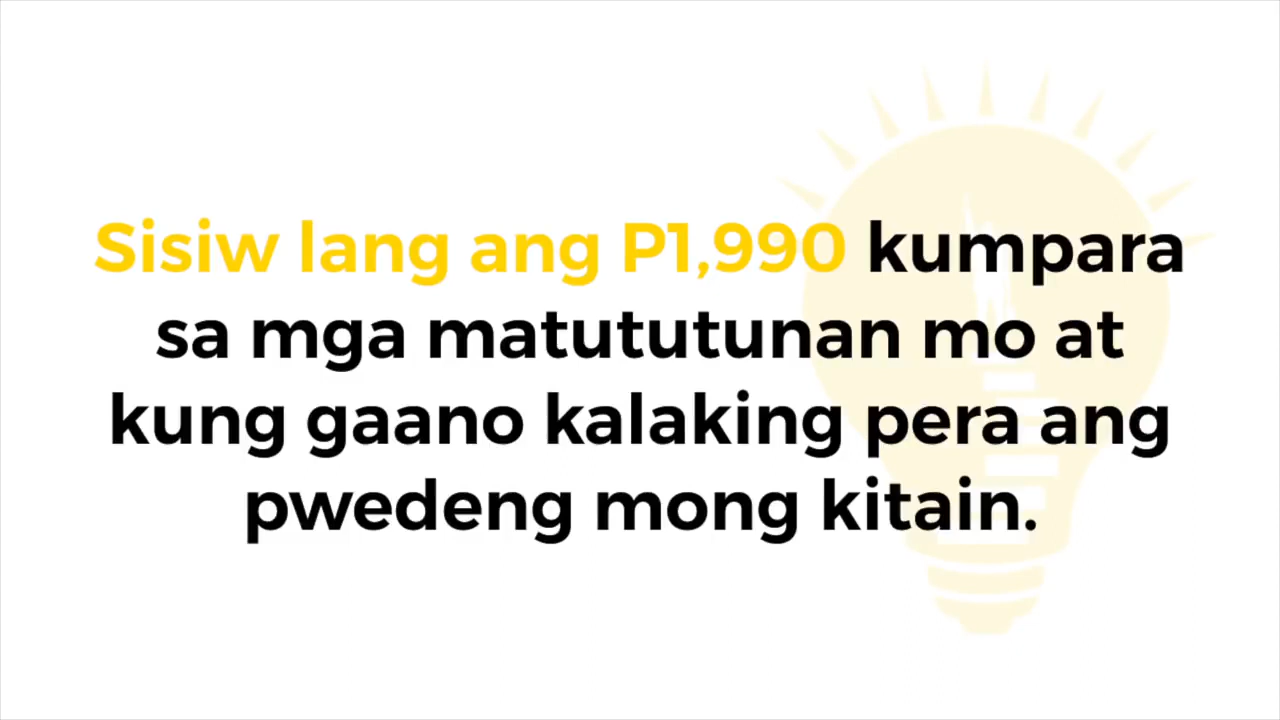 Sisiw lang ang P1,990 kumpara
sa mga matututunan mo at
kung gaano kalaking pera ang
pwedeng mong kitain.